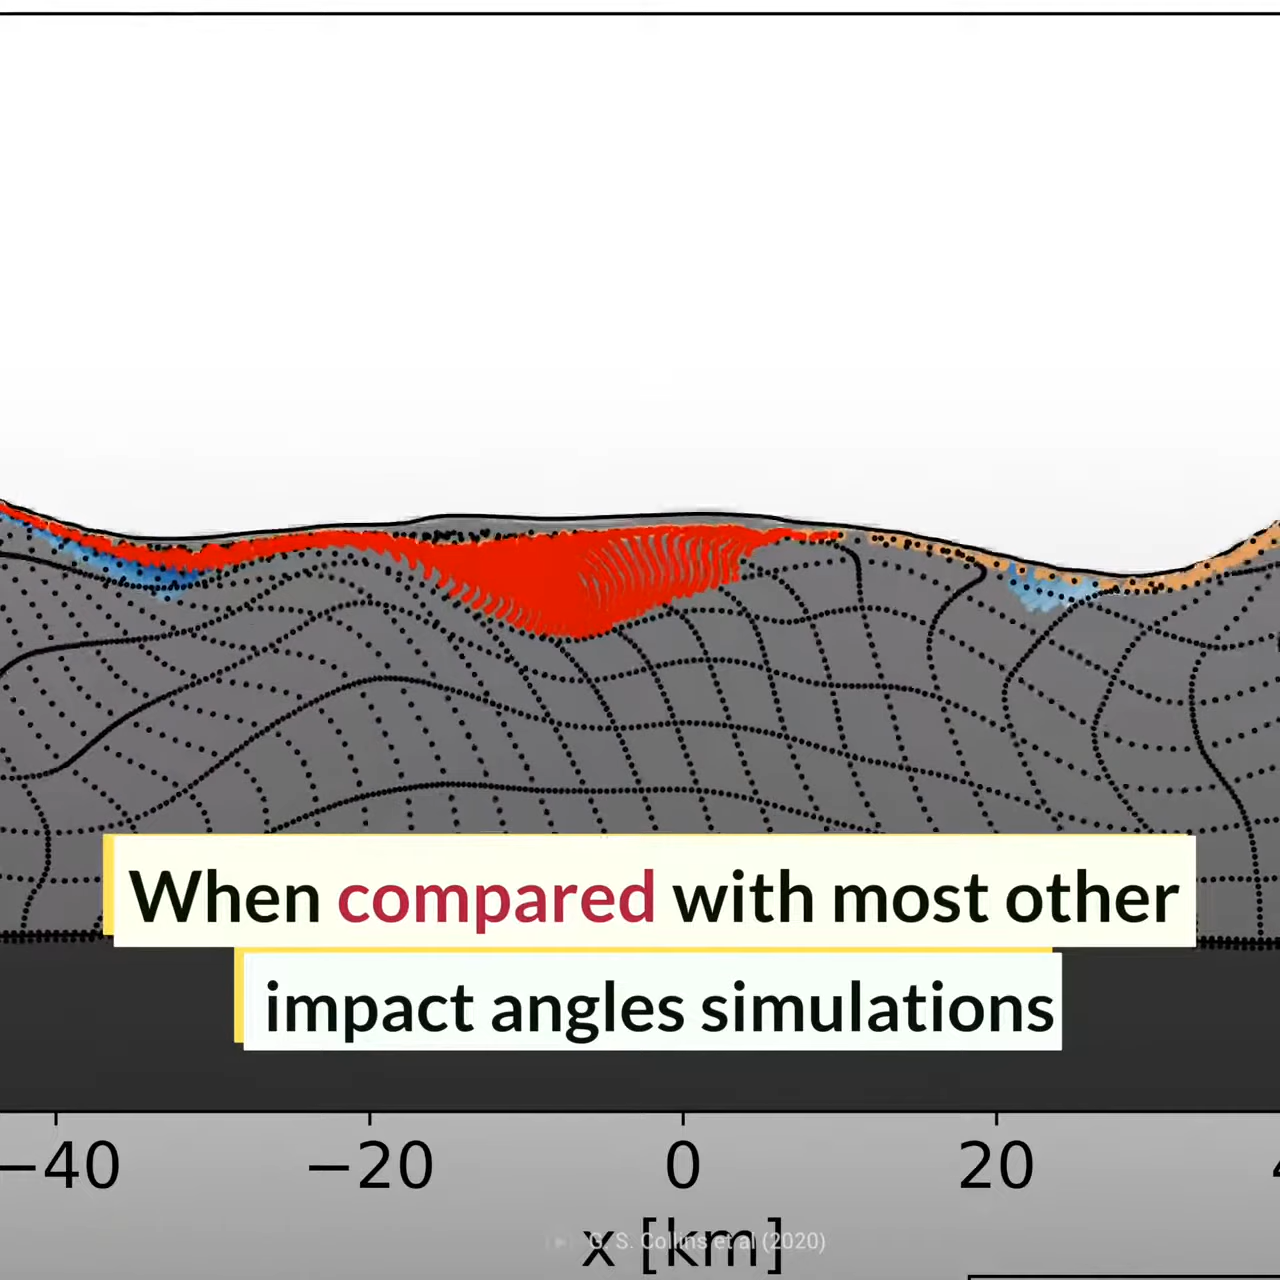 When compared with most other
impact angles simulations
−40 −20 0 20
x [km]
G. S. Collins et al (2020)